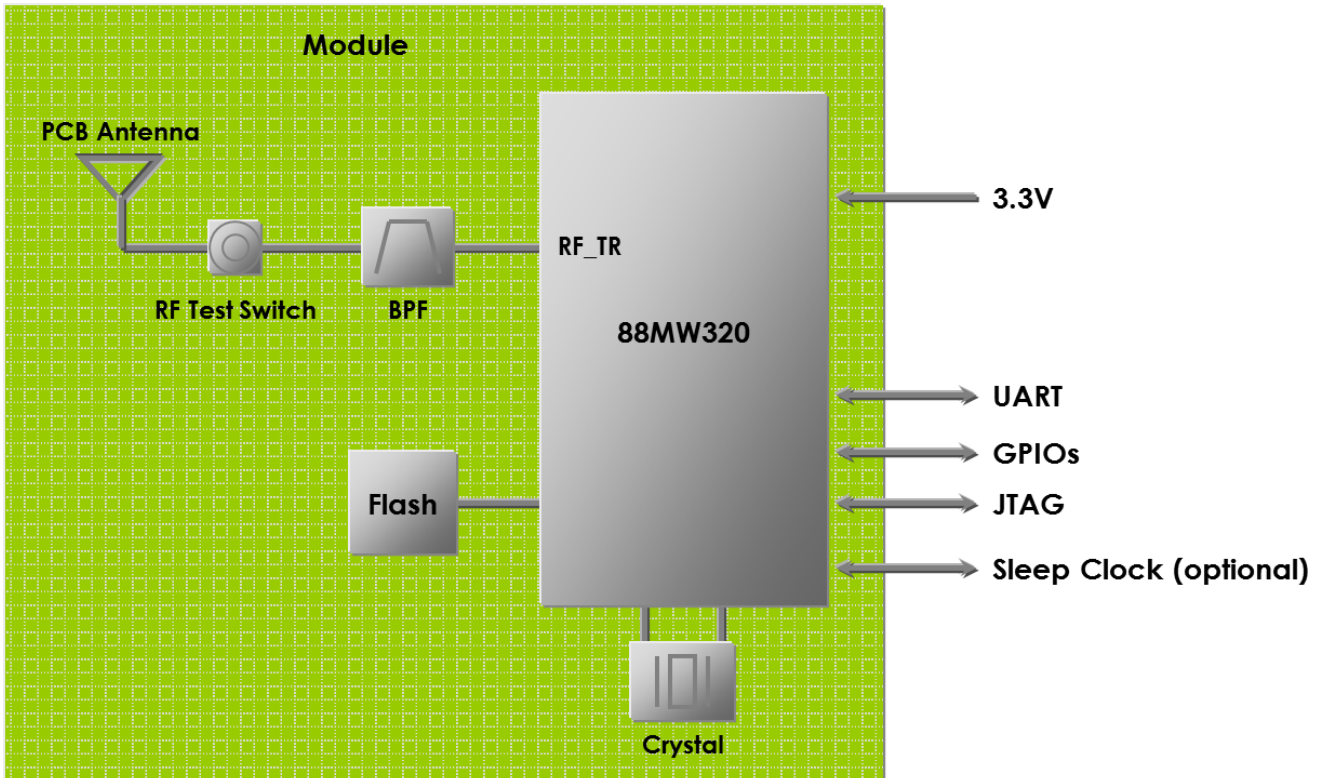 Module
PCB Antenna
3.3V
RF_TR
RF Test Switch
BPF
88MW320
UART
GPIOs
Flash
JTAG
Sleep Clock (optional)
Crystal